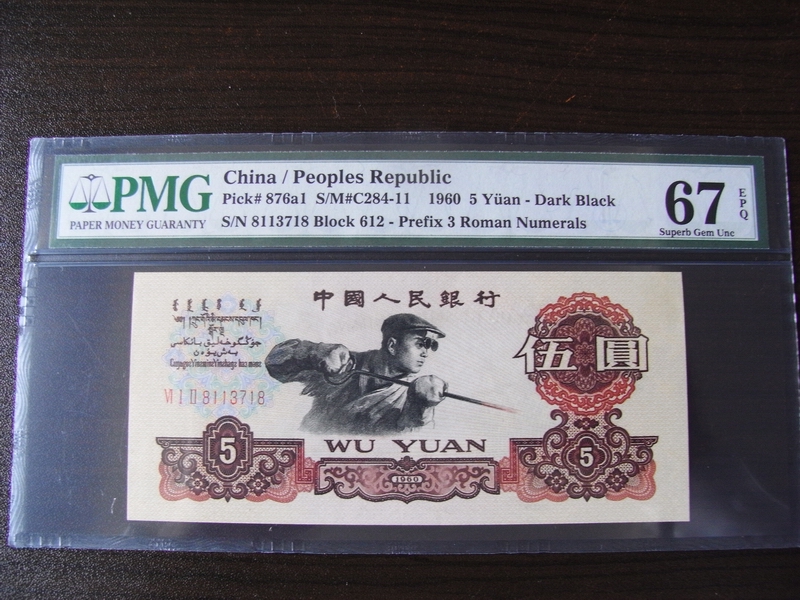 PMG
PAPER MONEY GUARANTY
China / Peoples Republic
Pick# 876a1 S/M#C284-11 1960 5 Yüan - Dark Black
S/N 8113718 Block 612 - Prefix 3 Roman Numerals
67
EPQ
Superb Gem Unc
中國人民銀行
伍圓
Ⅵ Ⅰ Ⅱ 8113718
WU YUAN
5
1960
5